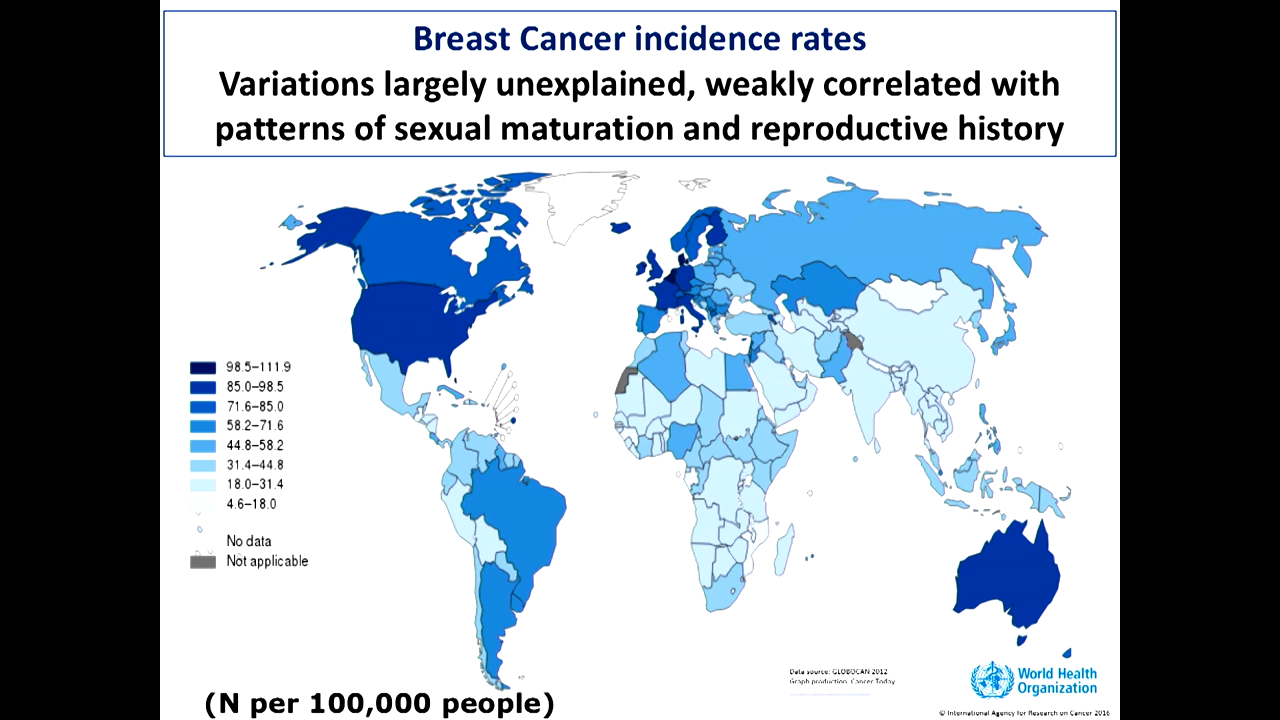 Breast Cancer incidence rates
Variations largely unexplained, weakly correlated with
patterns of sexual maturation and reproductive history
98.5–111.9
85.0–98.5
71.6–85.0
58.2–71.6
44.8–58.2
31.4–44.8
18.0–31.4
4.6–18.0
No data
Not applicable
(N per 100,000 people)
Data source: GLOBOCAN 2012
Graph production: Cancer Today
World Health
Organization
© International Agency for Research on Cancer 2016